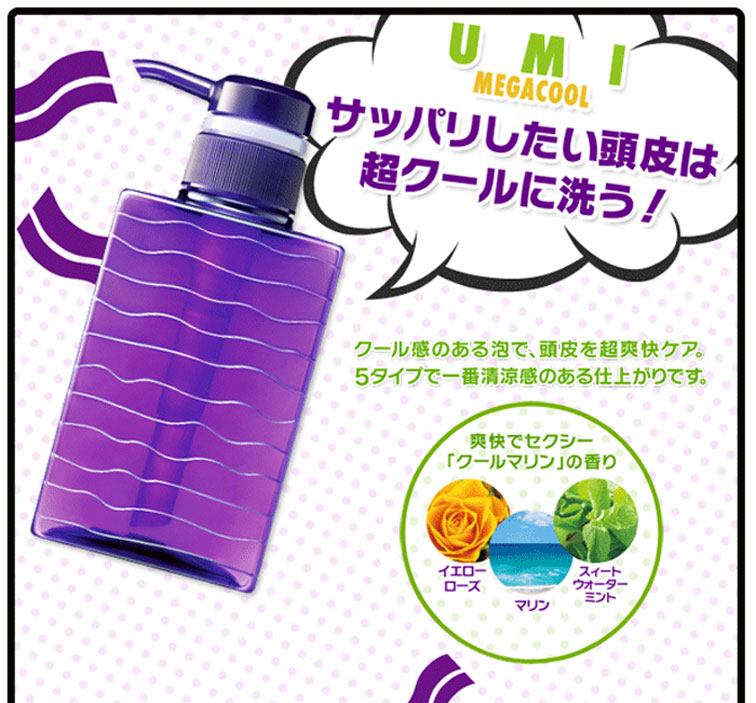 UMI
MEGACOOL
サッパリしたい頭皮は
超クールに洗う!
クール感のある泡で、頭皮を超爽快ケア。
5タイプで一番清涼感のある仕上がりです。
爽快でセクシー
「クールマリン」の香り
イエロー
ローズ
マリン
スィート
ウォーター
ミント